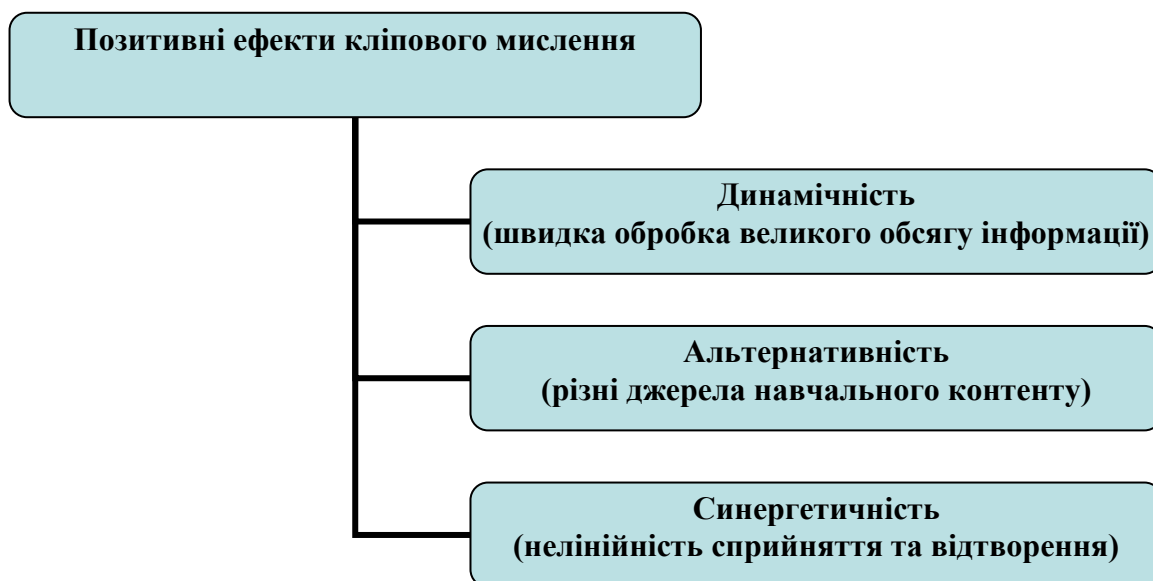 Позитивні ефекти кліпового мислення
Динамічність
(швидка обробка великого обсягу інформації)
Альтернативність
(різні джерела навчального контенту)
Синергетичність
(нелінійність сприйняття та відтворення)